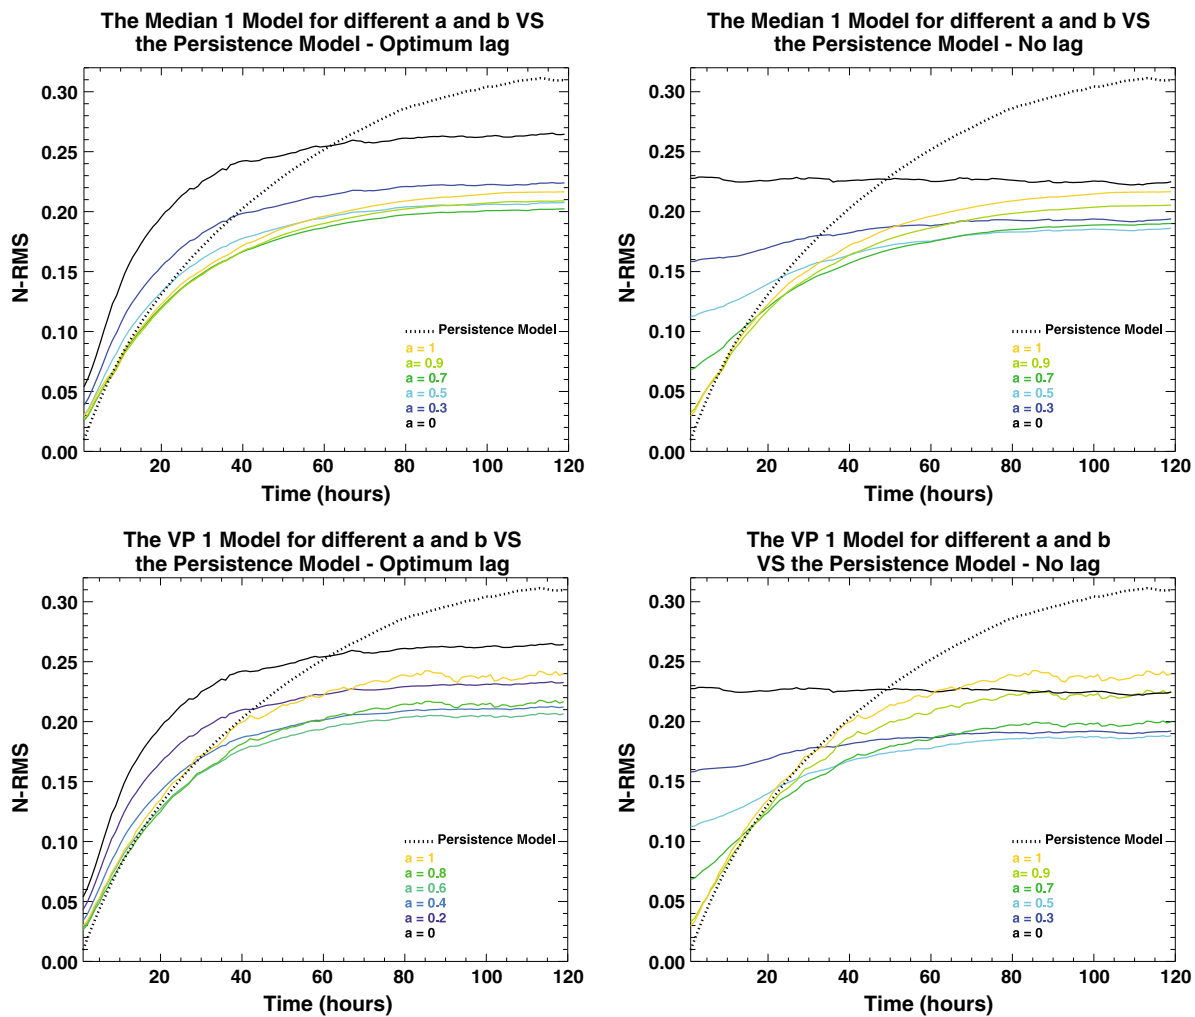 The Median 1 Model for different a and b VS
the Persistence Model - Optimum lag
0.30
0.25
0.20
0.15
0.10
0.05
0.00
N-RMS
Persistence Model
a = 1
a= 0.9
a = 0.7
a = 0.5
a = 0.3
a = 0
20 40 60 80 100 120
Time (hours)
The Median 1 Model for different a and b VS
the Persistence Model - No lag
0.30
0.25
0.20
0.15
0.10
0.05
0.00
N-RMS
Persistence Model
a = 1
a= 0.9
a = 0.7
a = 0.5
a = 0.3
a = 0
20 40 60 80 100 120
Time (hours)
The VP 1 Model for different a and b VS
the Persistence Model - Optimum lag
0.30
0.25
0.20
0.15
0.10
0.05
0.00
N-RMS
Persistence Model
a = 1
a = 0.8
a = 0.6
a = 0.4
a = 0.2
a = 0
20 40 60 80 100 120
Time (hours)
The VP 1 Model for different a and b
VS the Persistence Model - No lag
0.30
0.25
0.20
0.15
0.10
0.05
0.00
N-RMS
Persistence Model
a = 1
a= 0.9
a = 0.7
a = 0.5
a = 0.3
a = 0
20 40 60 80 100 120
Time (hours)